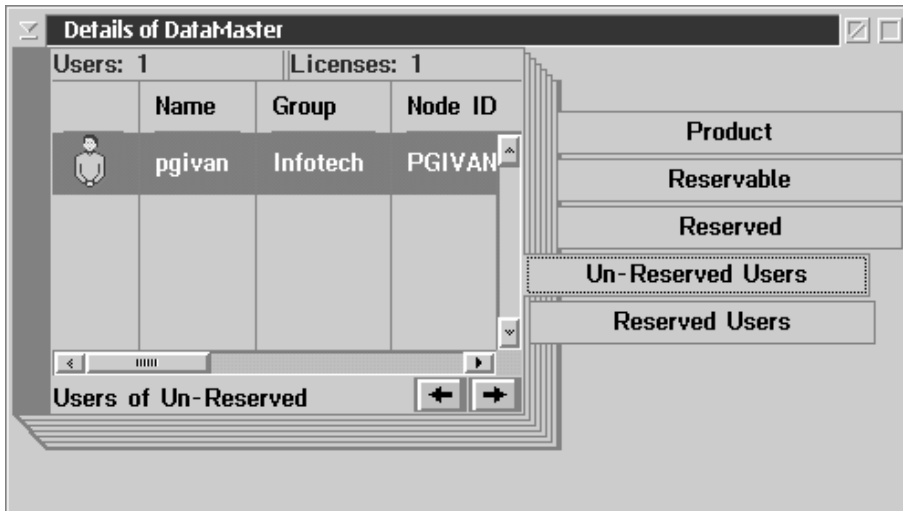 Details of DataMaster
Users: 1 Licenses: 1
Name Group Node ID
pgivan Infotech PGIVAN
Users of Un-Reserved
Product
Reservable
Reserved
Un-Reserved Users
Reserved Users